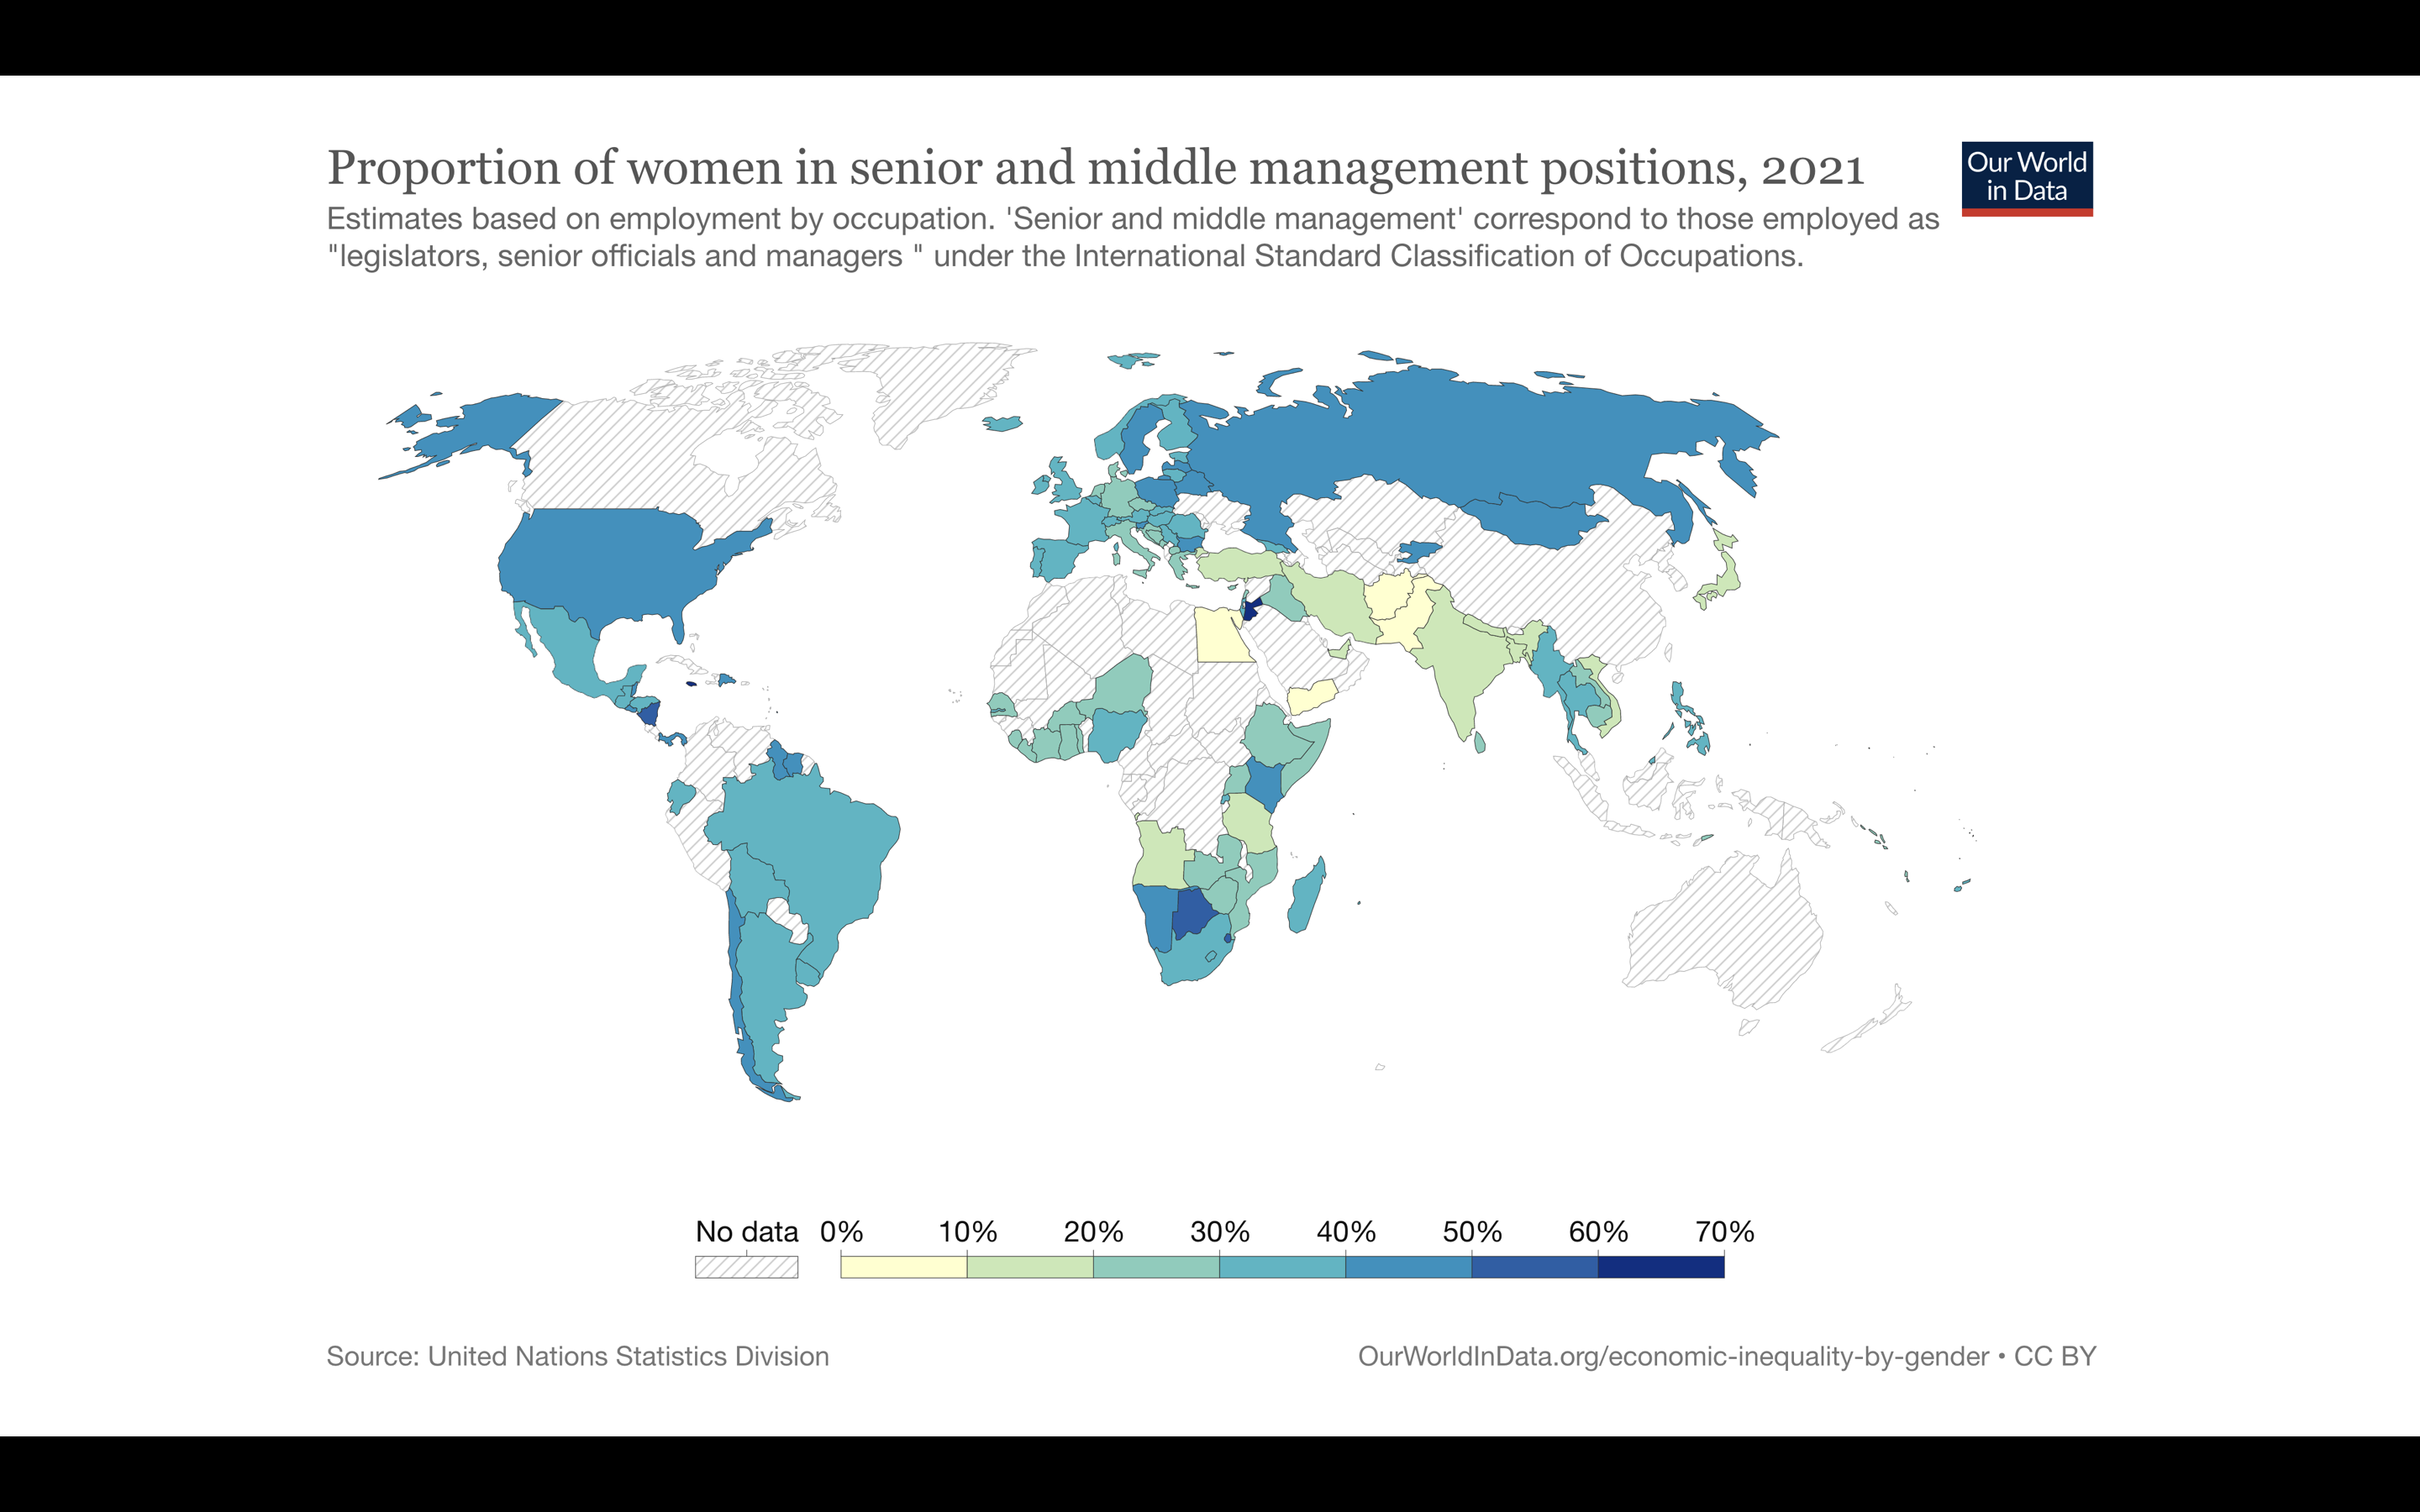 Proportion of women in senior and middle management positions, 2021
Our World
in Data
Estimates based on employment by occupation. 'Senior and middle management' correspond to those employed as
"legislators, senior officials and managers " under the International Standard Classification of Occupations.
No data 0% 10% 20% 30% 40% 50% 60% 70%
Source: United Nations Statistics Division
OurWorldInData.org/economic-inequality-by-gender • CC BY